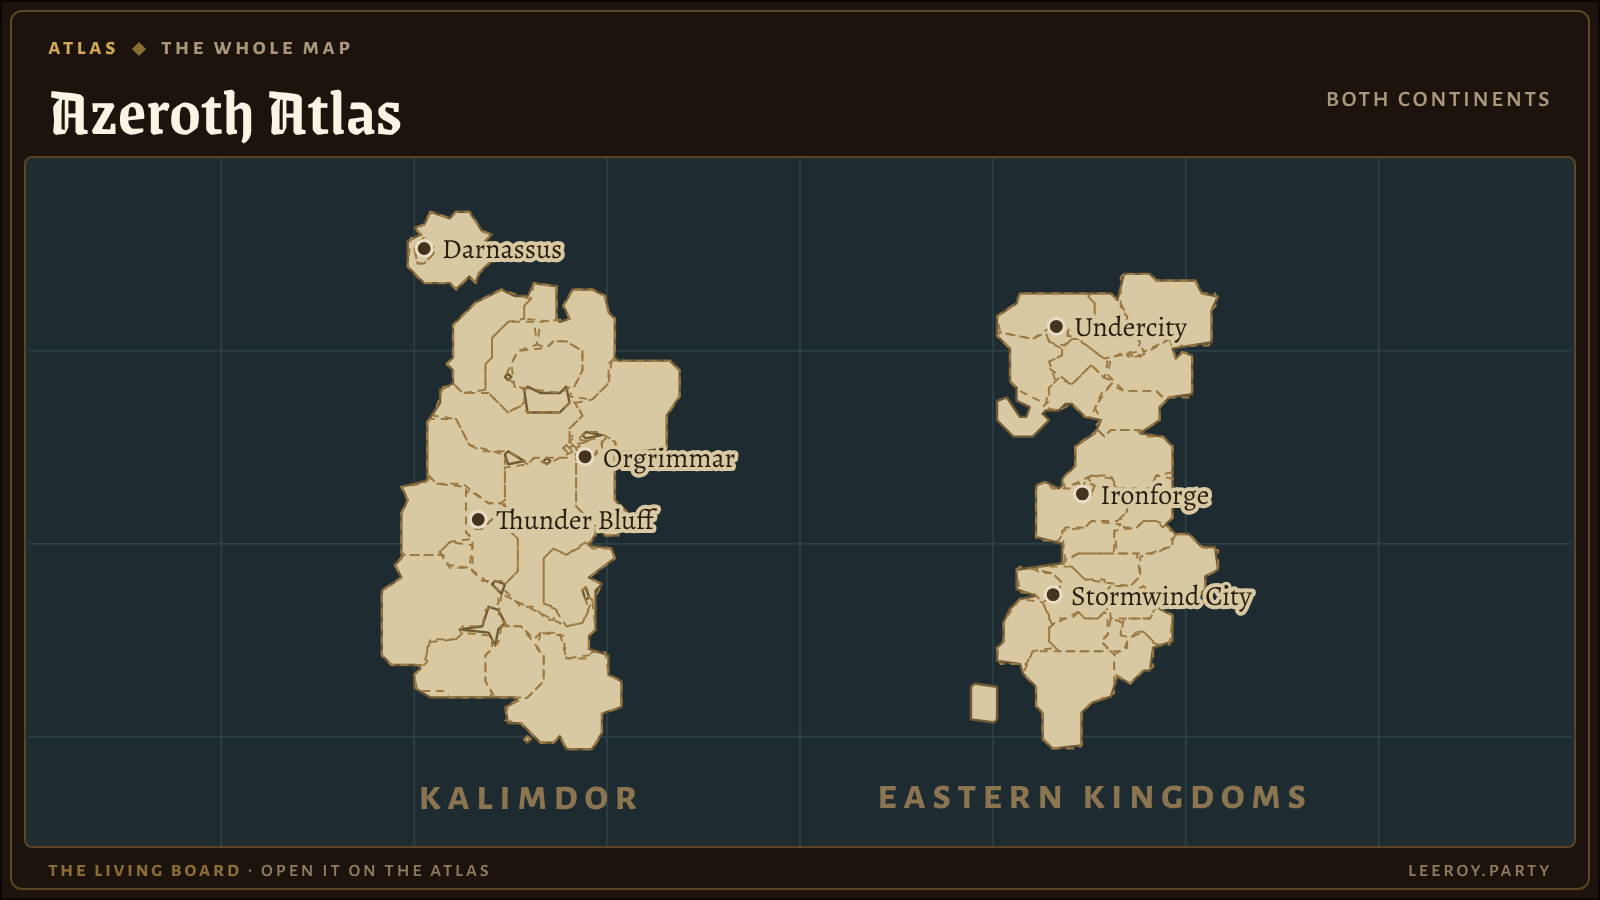 ATLAS ◆ THE WHOLE MAP
Azeroth Atlas
BOTH CONTINENTS
Darnassus
Undercity
Orgrimmar
Ironforge
Thunder Bluff
Stormwind City
KALIMDOR
EASTERN KINGDOMS
THE LIVING BOARD · OPEN IT ON THE ATLAS
LEEROY.PARTY